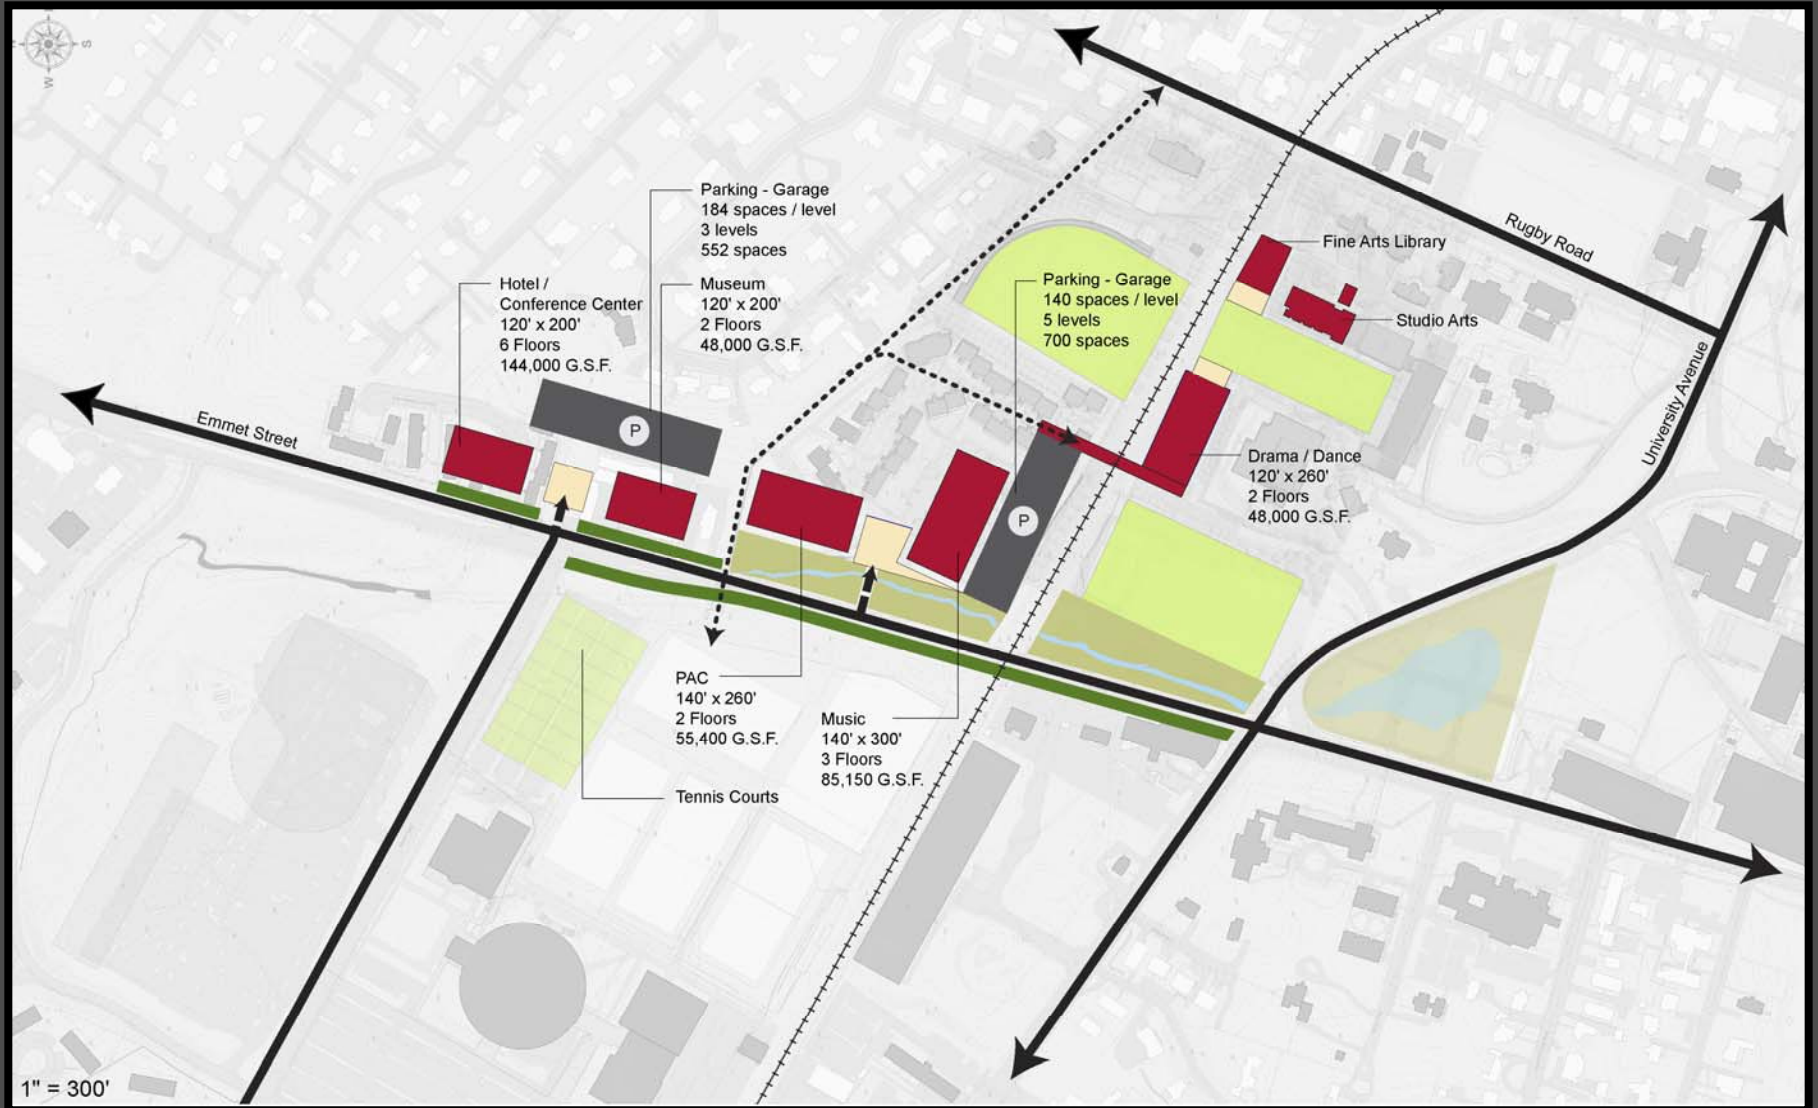 S
W
Rugby Road
Parking - Garage
184 spaces / level
3 levels
552 spaces
Fine Arts Library
Hotel /
Conference Center
120' x 200'
6 Floors
144,000 G.S.F.
Museum
120' x 200'
2 Floors
48,000 G.S.F.
Parking - Garage
140 spaces / level
5 levels
700 spaces
Studio Arts
University Avenue
Emmet Street
P
Drama / Dance
120' x 260'
2 Floors
48,000 G.S.F.
P
PAC
140' x 260'
2 Floors
55,400 G.S.F.
Music
140' x 300'
3 Floors
85,150 G.S.F.
Tennis Courts
1" = 300'